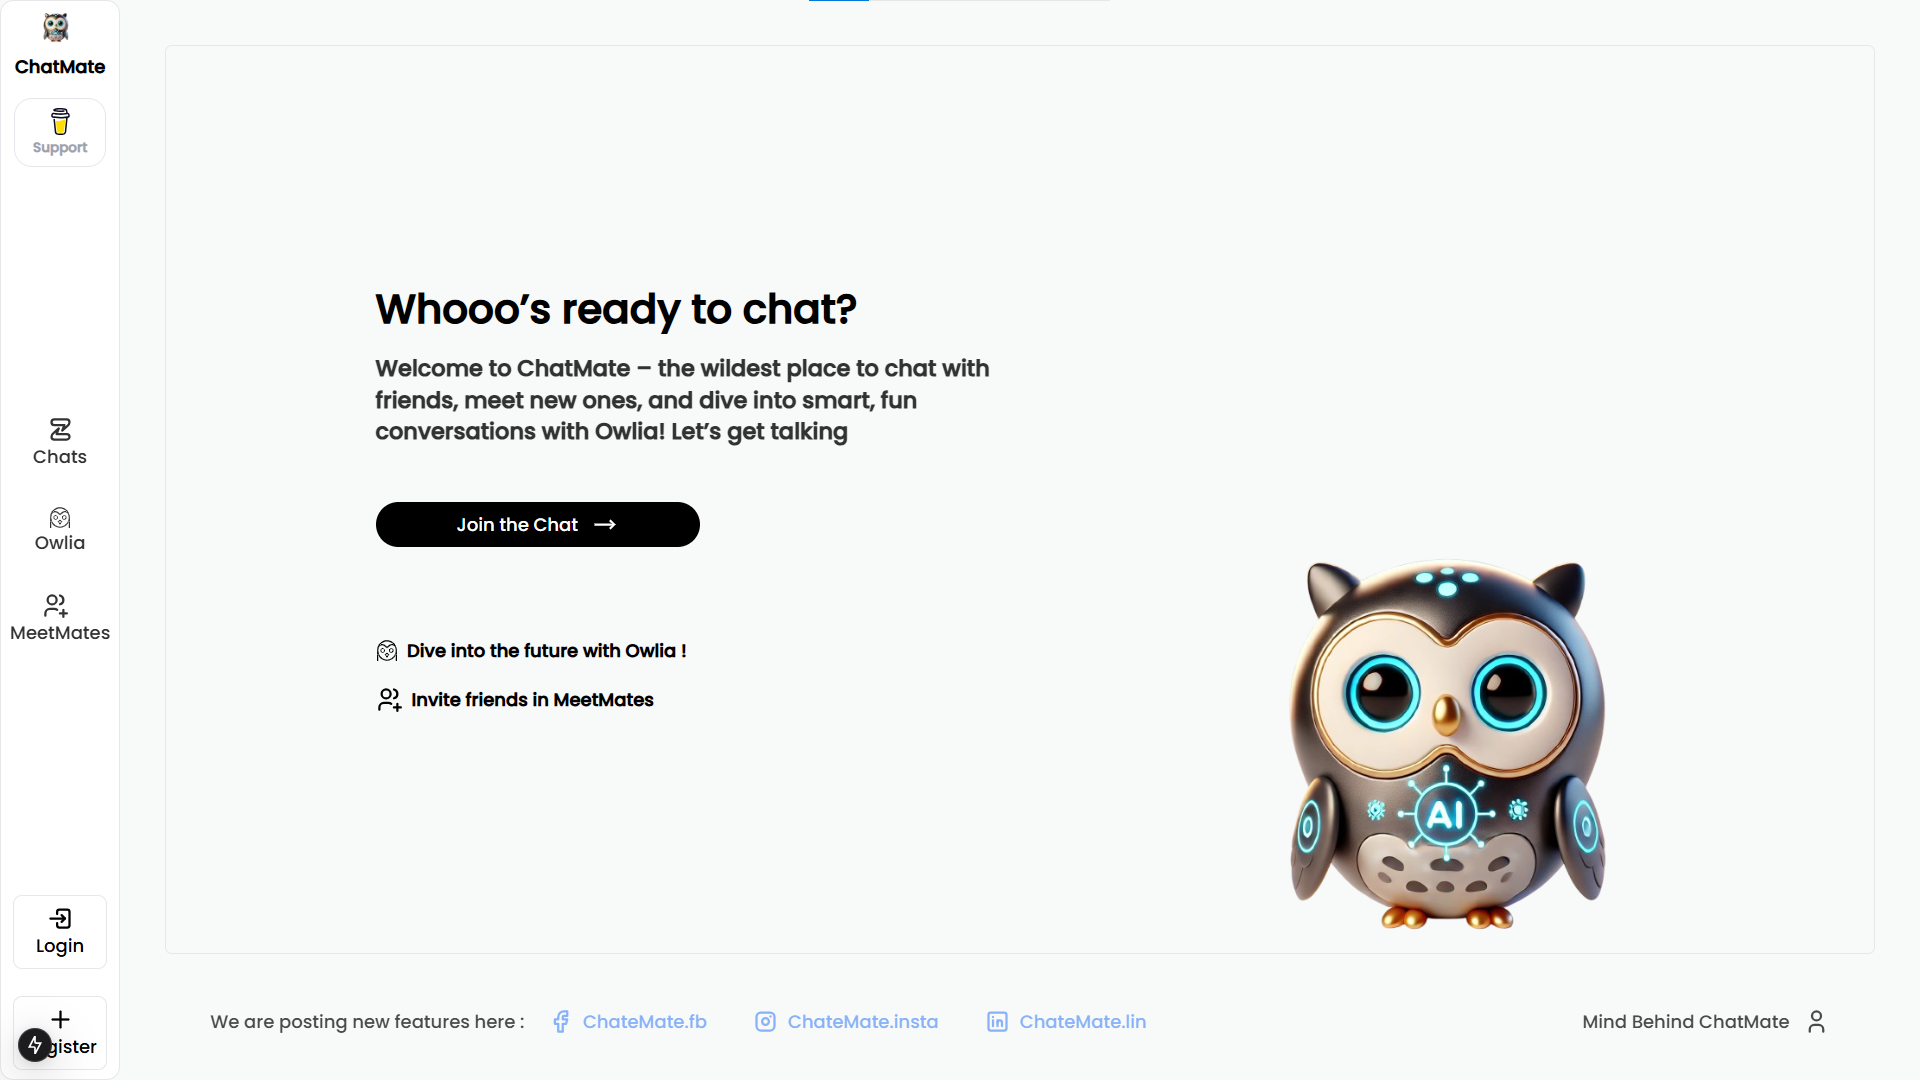 ChatMate
Support
Chats
Owlia
MeetMates
Login
gister
Whooo’s ready to chat?
Welcome to ChatMate – the wildest place to chat with
friends, meet new ones, and dive into smart, fun
conversations with Owlia! Let’s get talking
Join the Chat
Dive into the future with Owlia !
Invite friends in MeetMates
AI
We are posting new features here :
ChateMate.fb
ChateMate.insta
ChateMate.lin
Mind Behind ChatMate